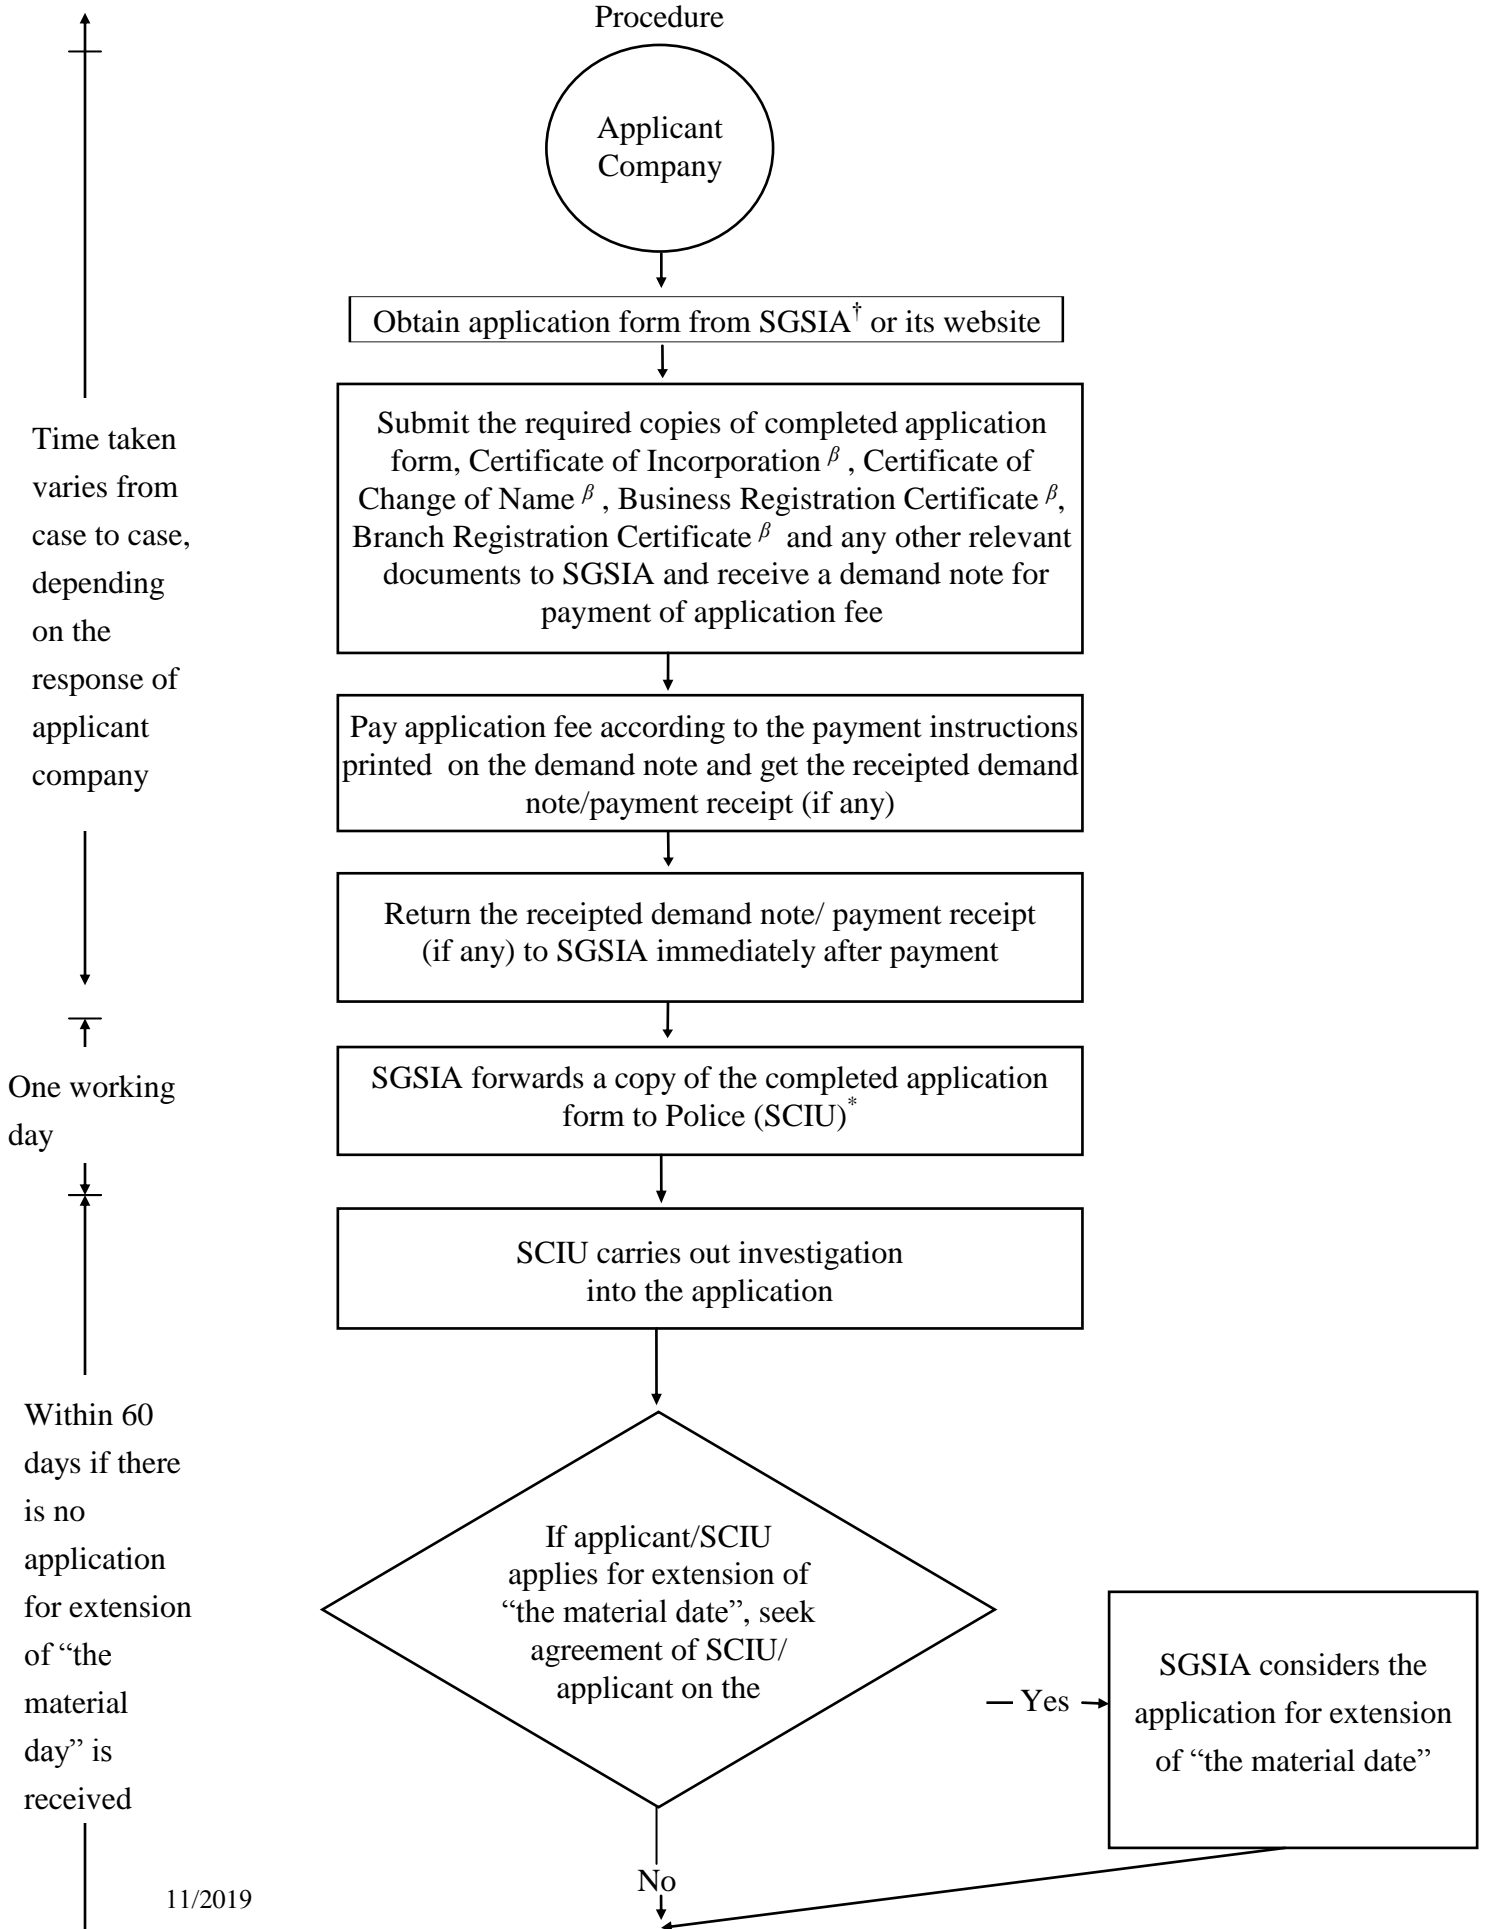 Procedure
Applicant
Company
Obtain application form from SGSIA† or its website
Submit the required copies of completed application
form, Certificate of Incorporation β , Certificate of
Change of Name β , Business Registration Certificate β,
Branch Registration Certificate β and any other relevant
documents to SGSIA and receive a demand note for
payment of application fee
Time taken
varies from
case to case,
depending
on the
response of
applicant
company
Pay application fee according to the payment instructions
printed on the demand note and get the receipted demand
note/payment receipt (if any)
Return the receipted demand note/ payment receipt
(if any) to SGSIA immediately after payment
One working
day
SGSIA forwards a copy of the completed application
form to Police (SCIU)*
SCIU carries out investigation
into the application
Within 60
days if there
is no
application
for extension
of “the
material
day” is
received
If applicant/SCIU
applies for extension of
“the material date”, seek
agreement of SCIU/
applicant on the
Yes
SGSIA considers the
application for extension
of “the material date”
No
11/2019